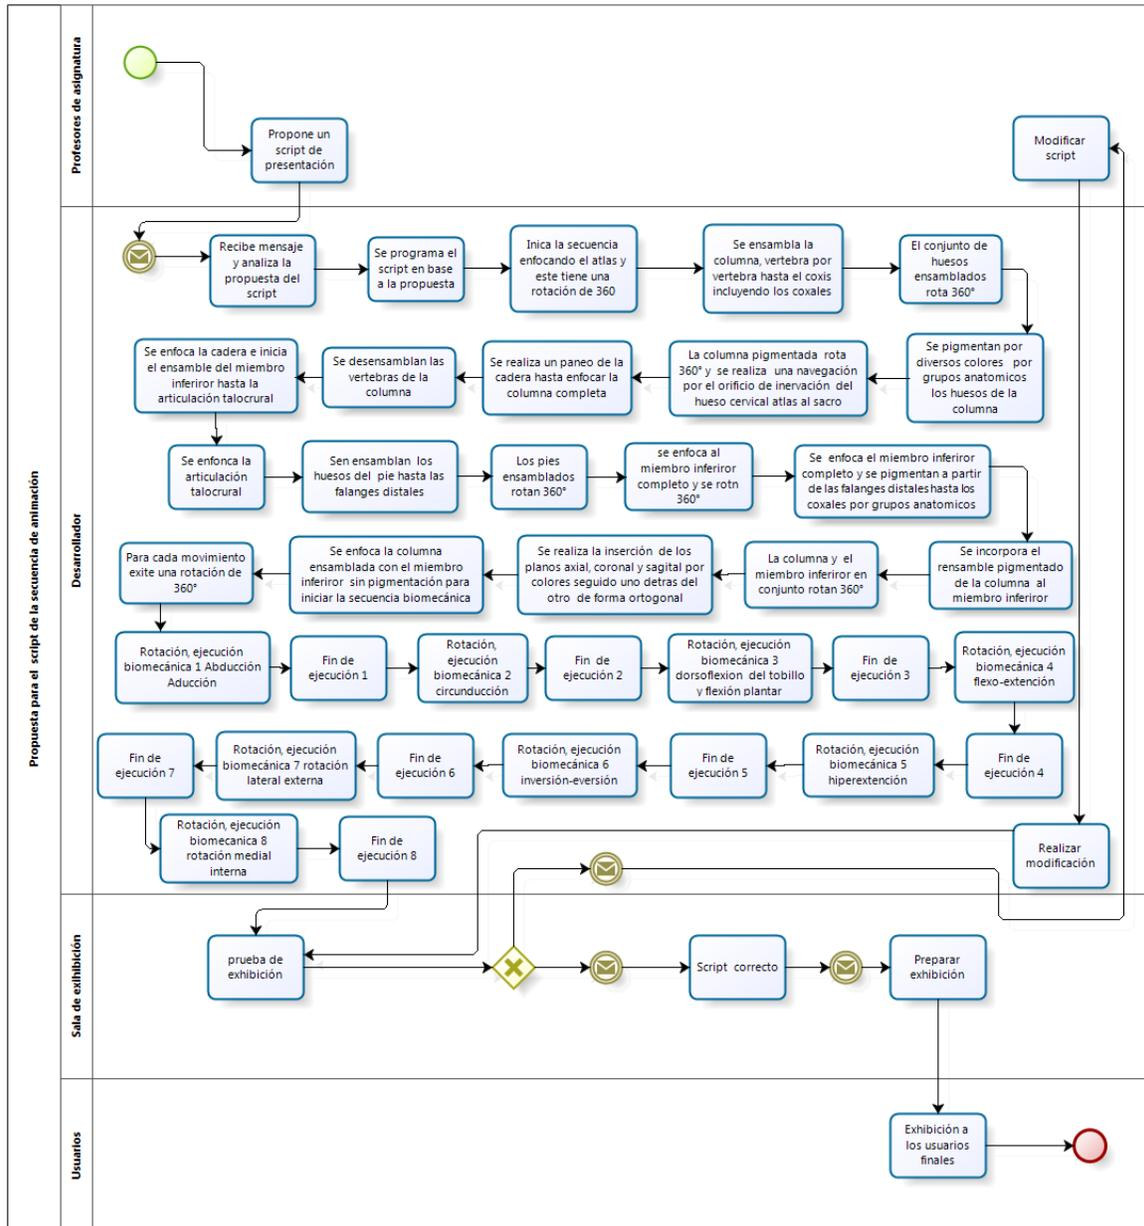 Propuesta para el script de la secuencia de animación
Profesores de asignatura
Propone un
script de
presentación
Modificar
script
Desarrollador
Recibe mensaje
y analiza la
propuesta del
script
Se programa el
script en base
a la propuesta
Inica la secuencia
enfocando el atlas y
este tiene una
rotación de 360
Se ensambla la
columna, vertebra por
vertebra hasta el coxis
incluyendo los coxales
El conjunto de
huesos
ensamblados
rota 360°
Se pigmentan por
diversos colores por
grupos anatomicos
los huesos de la
columna
La columna pigmentada rota
360° y se realiza una navegación
por el orificio de inervación del
hueso cervical atlas al sacro
Se realiza un paneo de la
cadera hasta enfocar la
columna completa
Se desensamblan las
vertebras de la
columna
Se enfoca la cadera e inicia
el ensamble del miembro
inferiror hasta la
articulación talocrural
Se enfonca la
articulación
talocrural
Sen ensamblan los
huesos del pie hasta las
falanges distales
Los pies
ensamblados
rotan 360°
se enfoca al
miembro inferiror
completo y se rotn
360°
Se enfoca el miembro inferiror
completo y se pigmentan a partir
de las falanges distales hasta los
coxales por grupos anatomicos
Se incorpora el
rensamble pigmentado
de la columna al
miembro inferiror
La columna y el
miembro inferiror en
conjunto rotan 360°
Se realiza la inserción de los
planos axial, coronal y sagital por
colores seguido uno detras del
otro de forma ortogonal
Se enfoca la columna
ensamblada con el miembro
inferiror sin pigmentación para
iniciar la secuencia biomecánica
Para cada movimiento
exite una rotación de
360°
Rotación, ejecución
biomecánica 1 Abducción
Aducción
Fin de
ejecución 1
Rotación,
ejecución
biomecánica 2
circunducción
Fin de
ejecución 2
Rotación, ejecución
biomecánica 3
dorsoflexion del tobillo
y flexión plantar
Fin de
ejecución 3
Rotación, ejecución
biomecánica 4
flexo-extención
Fin de
ejecución 4
Rotación, ejecución
biomecánica 5
hiperextención
Fin de
ejecución 5
Rotación, ejecución
biomecánica 6
inversión-eversión
Fin de
ejecución 6
Rotación, ejecución
biomecánica 7 rotación
lateral externa
Fin de
ejecución 7
Rotación, ejecución
biomecanica 8
rotación medial
interna
Fin de
ejecución 8
Realizar
modificación
Sala de exhibición
prueba de
exhibición
Script correcto
Preparar
exhibición
Usuarios
Exhibición a
los usuarios
finales